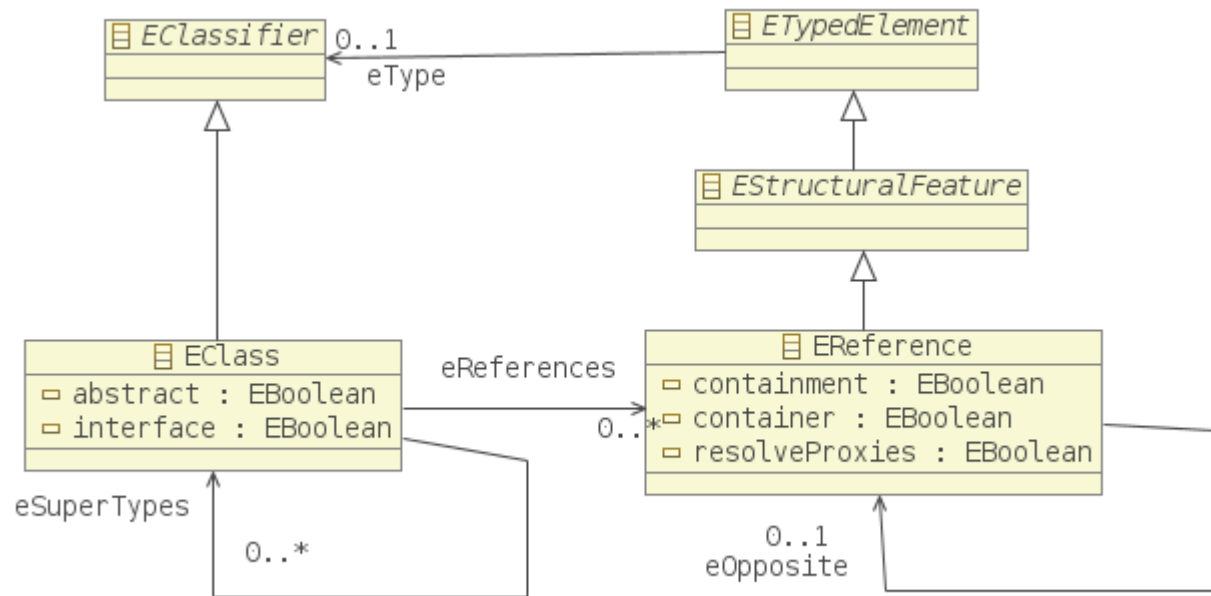 EClassifier
0..1
eType
ETypedElement
EStructuralFeature
EClass
abstract : EBoolean
interface : EBoolean
eReferences
0..*
EReference
containment : EBoolean
container : EBoolean
resolveProxies : EBoolean
eSuperTypes
0..*
0..1
eOpposite